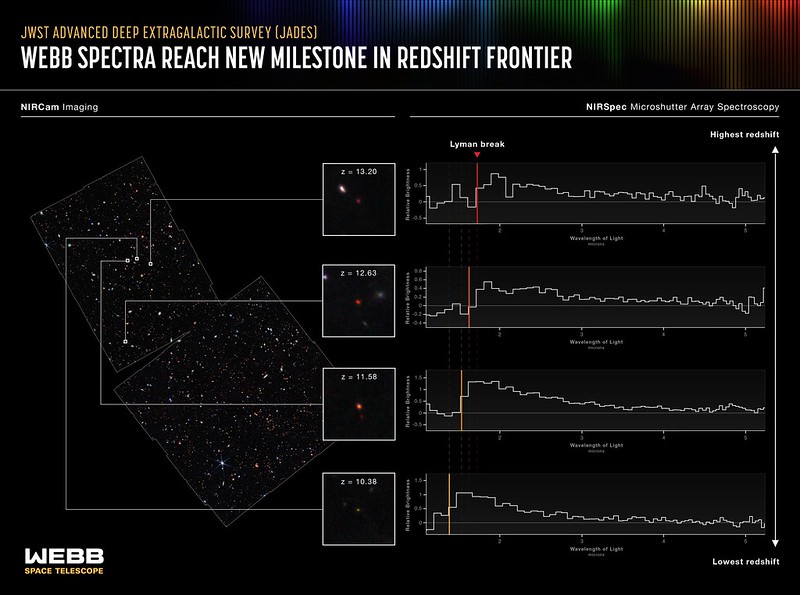 JWST ADVANCED DEEP EXTRAGALACTIC SURVEY (JADES)
WEBB SPECTRA REACH NEW MILESTONE IN REDSHIFT FRONTIER
NIRCam Imaging
NIRSpec Microshutter Array Spectroscopy
Highest redshift
Lyman break
z = 13.20
Relative Brightness
1
0.5
0
-0.5
2
3
4
5
Wavelength of Light
microns
z = 12.63
Relative Brightness
0.8
0.6
0.4
0.2
0
-0.2
-0.4
2
3
4
5
Wavelength of Light
microns
z = 11.58
Relative Brightness
1.5
1
0.5
0
2
3
4
5
Wavelength of Light
microns
z = 10.38
Relative Brightness
1.5
1
0.5
0
2
3
4
5
Wavelength of Light
microns
Lowest redshift
WEBB
SPACE TELESCOPE